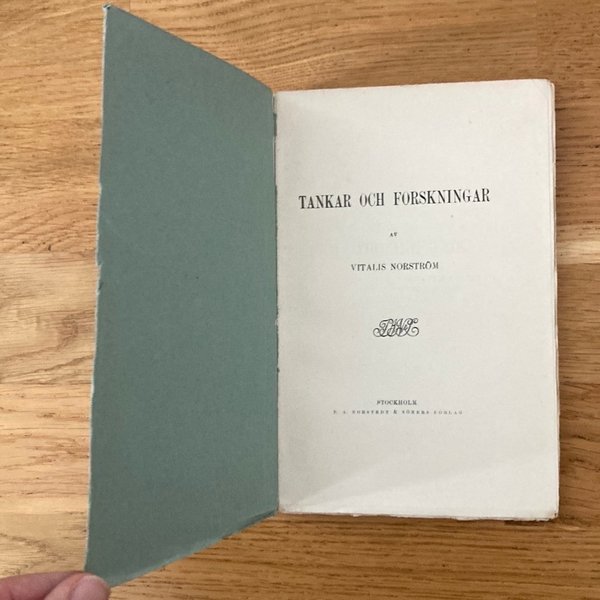 TANKAR OCH FORSKNINGAR
AV
VITALIS NORSTRÖM
STOCKHOLM
P. A. NORSTEDT & SÖNERS FÖRLAG